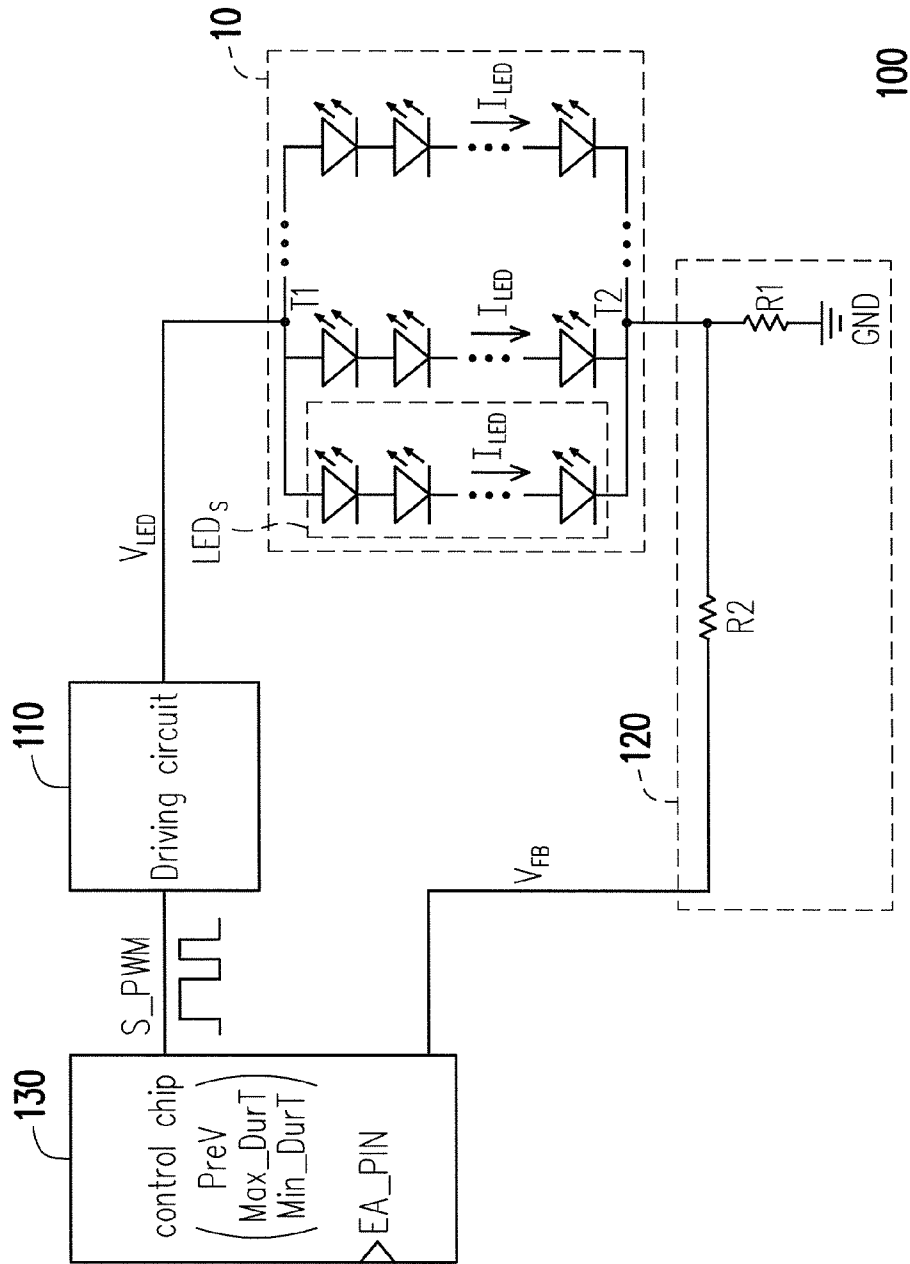 130
control chip
PreV
Max_DurT
Min_DurT
EA_PIN
S_PWM
110
Driving circuit
V_LED
10
LED_S
T1
I_LED
I_LED
I_LED
T2
V_FB
120
R2
R1
GND
100